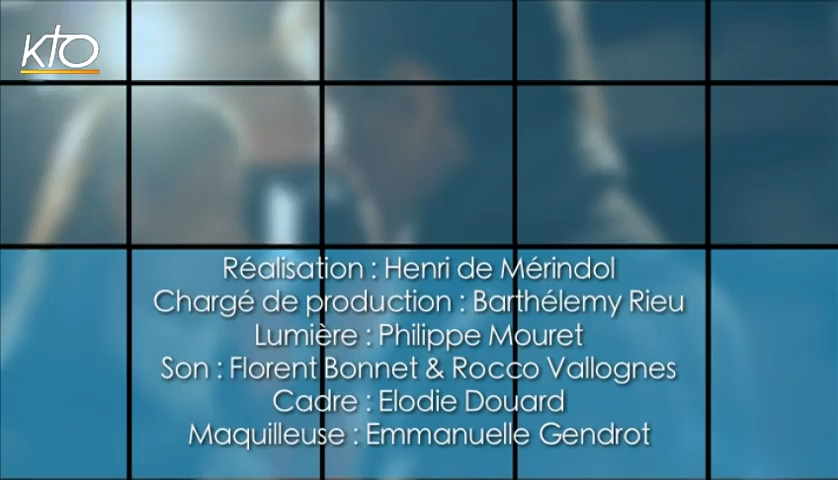 KTO
Réalisation : Henri de Mérindol
Chargé de production : Barthélemy Rieu
Lumière : Philippe Mouret
Son : Florent Bonnet & Rocco Vallognes
Cadre : Elodie Douard
Maquilleuse : Emmanuelle Gendrot